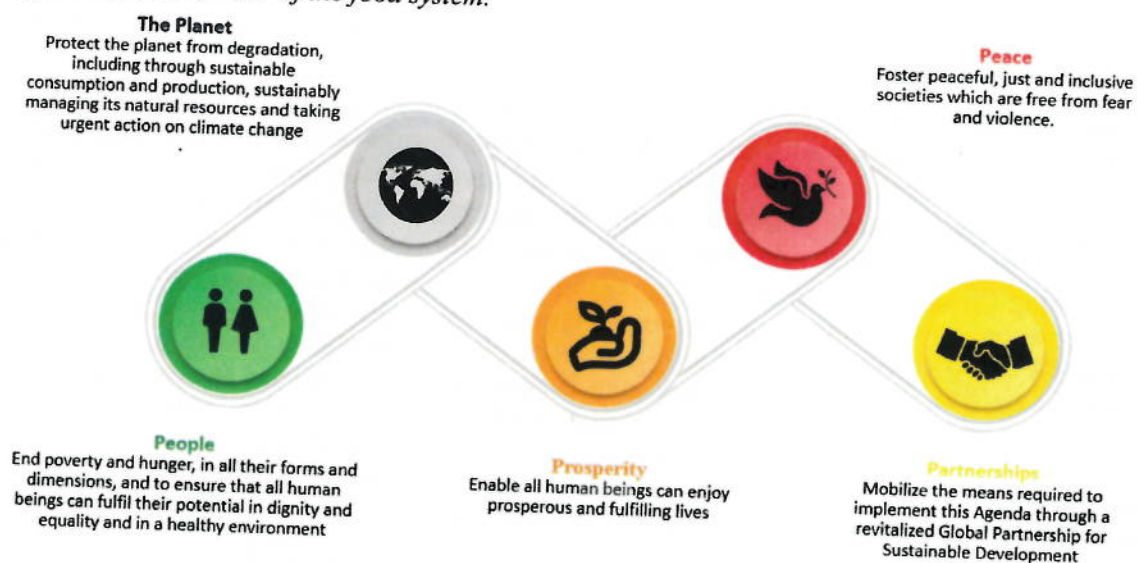 of the food system.
The Planet
Protect the planet from degradation,
including through sustainable
consumption and production, sustainably
managing its natural resources and taking
urgent action on climate change
Peace
Foster peaceful, just and inclusive
societies which are free from fear
and violence.
People
End poverty and hunger, in all their forms and
dimensions, and to ensure that all human
beings can fulfil their potential in dignity and
equality and in a healthy environment
Prosperity
Enable all human beings can enjoy
prosperous and fulfilling lives
Partnerships
Mobilize the means required to
implement this Agenda through a
revitalized Global Partnership for
Sustainable Development